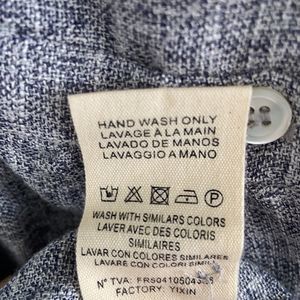 HAND WASH ONLY
LAVAGE À LA MAIN
LAVADO DE MANOS
LAVAGGIO A MANO
P
WASH WITH SIMILARS COLORS
LAVER AVEC DES COLORIS
SIMILAIRES
LAVAR CON COLORES SIMILARES
LAVARE CON COLORI SIMILARI
N° TVA:
FACTORY: YIXIN